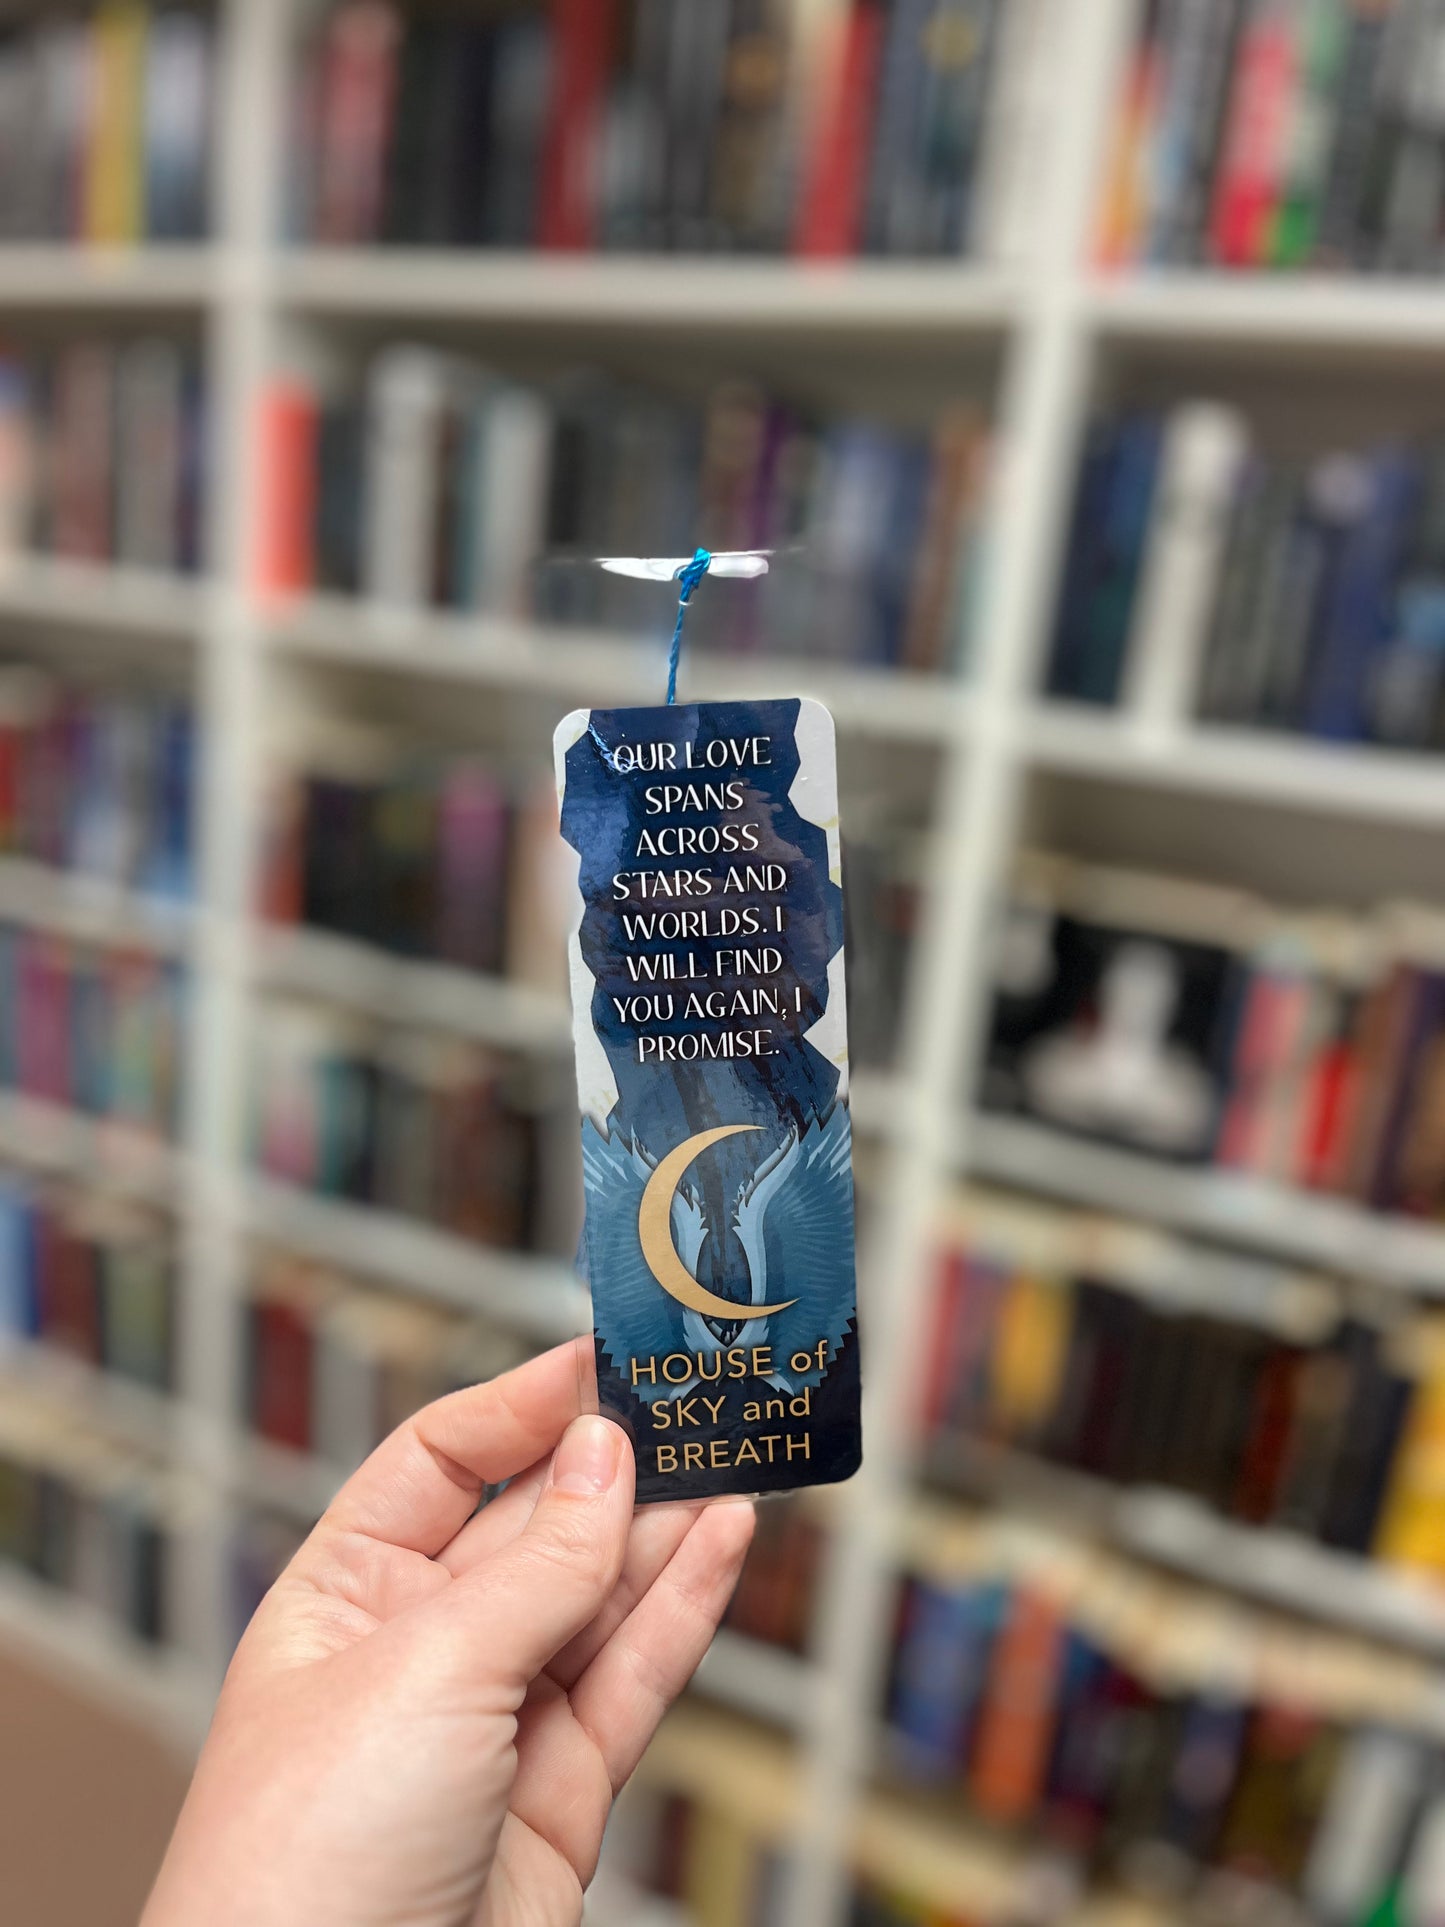 OUR LOVE
SPANS
ACROSS
STARS AND
WORLDS. I
WILL FIND
YOU AGAIN, I
PROMISE.
HOUSE of
SKY and
BREATH